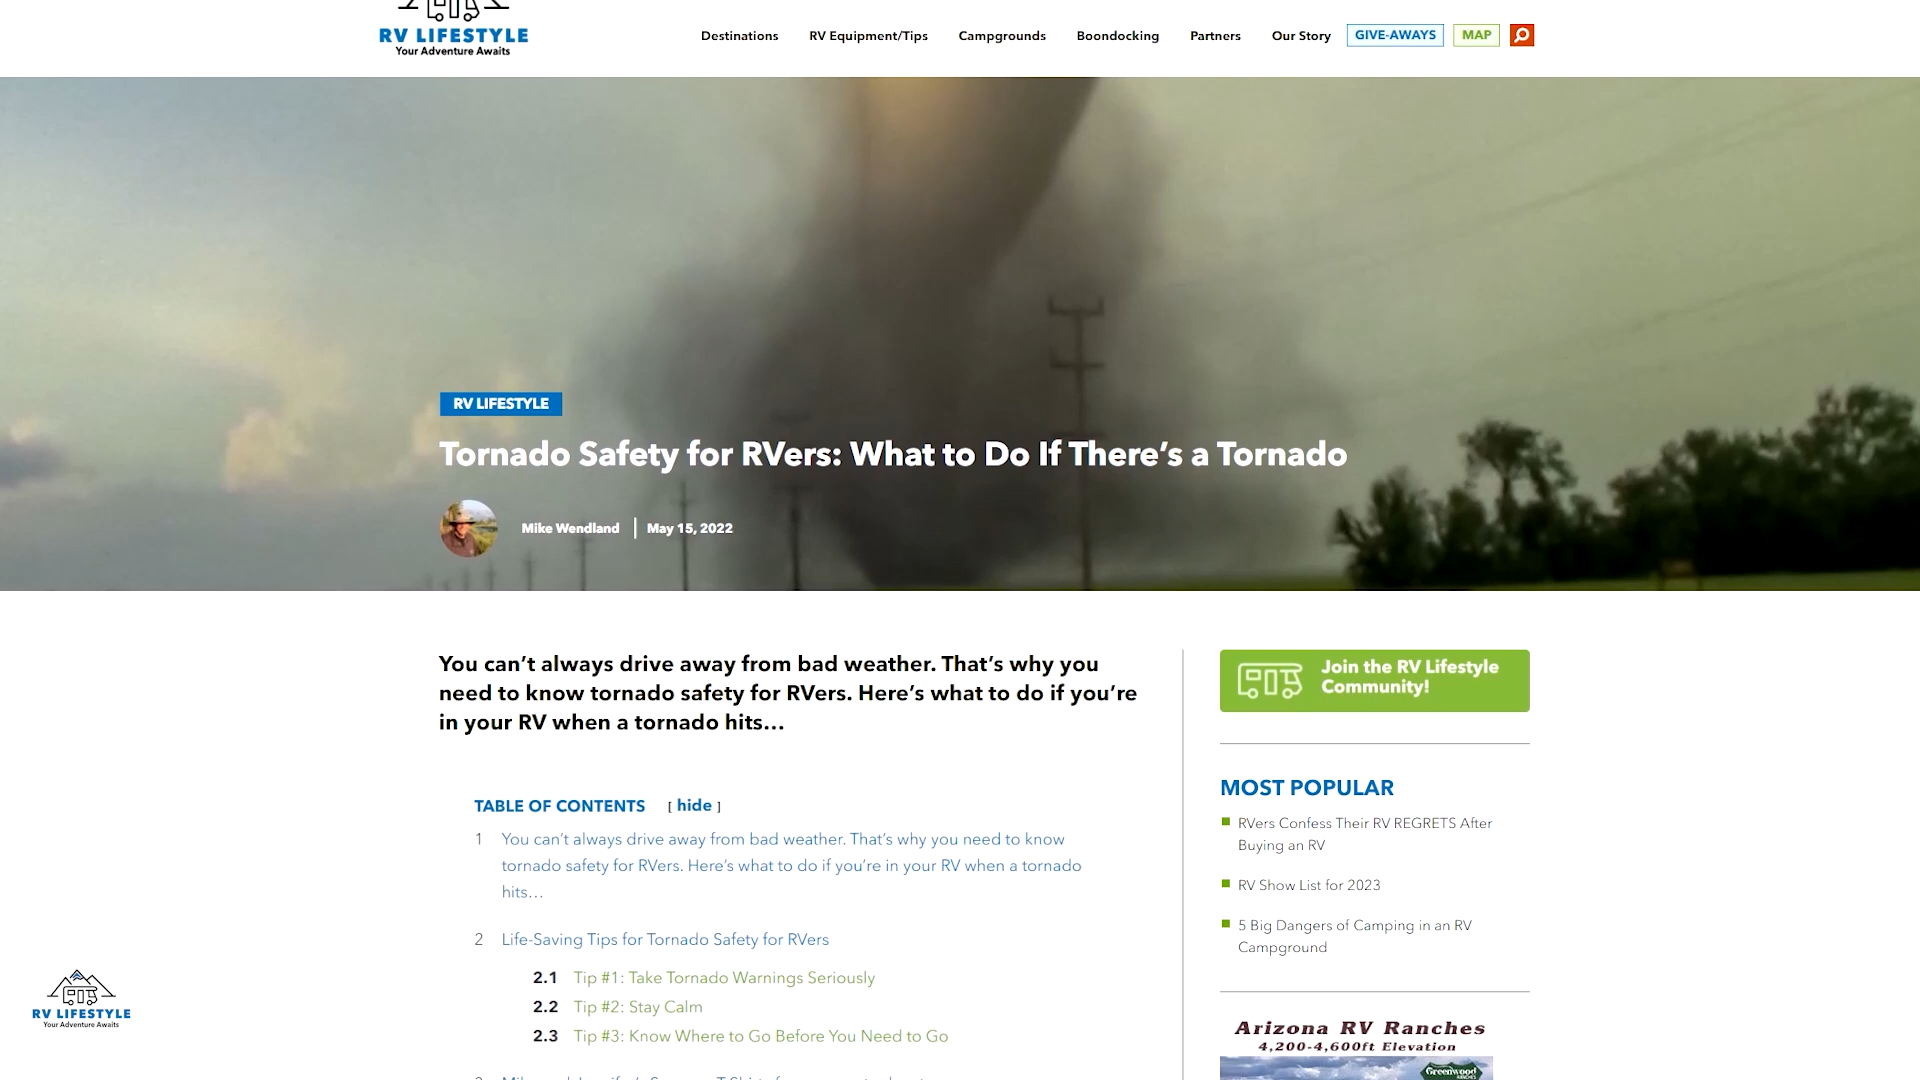 RV LIFESTYLE
Your Adventure Awaits
Destinations RV Equipment/Tips Campgrounds Boondocking Partners Our Story GIVE-AWAYS MAP
RV LIFESTYLE
Tornado Safety for RVers: What to Do If There’s a Tornado
Mike Wendland | May 15, 2022
You can’t always drive away from bad weather. That’s why you
need to know tornado safety for RVers. Here’s what to do if you’re
in your RV when a tornado hits…
TABLE OF CONTENTS [ hide ]
1 You can’t always drive away from bad weather. That’s why you need to know
tornado safety for RVers. Here’s what to do if you’re in your RV when a tornado
hits…
2 Life-Saving Tips for Tornado Safety for RVers
2.1 Tip #1: Take Tornado Warnings Seriously
2.2 Tip #2: Stay Calm
2.3 Tip #3: Know Where to Go Before You Need to Go
Join the RV Lifestyle
Community!
MOST POPULAR
RVers Confess Their RV REGRETS After
Buying an RV
RV Show List for 2023
5 Big Dangers of Camping in an RV
Campground
Arizona RV Ranches
4,200-4,600ft Elevation
Greenwood
RANCHES
RV LIFESTYLE
Your Adventure Awaits